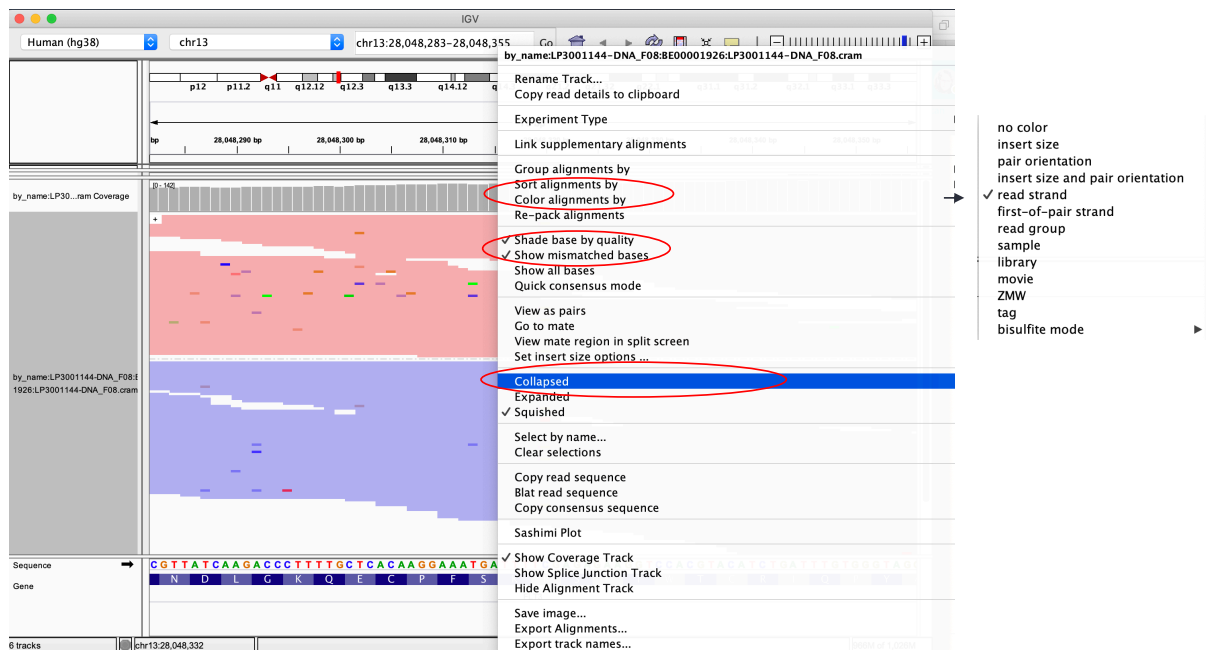 IGV
Human (hg38)
chr13
chr13:28,048,283-28,048,355
Go
p12 p11.2 q11 q12.12 q12.3 q13.3 q14.12
bp 28,048,290 bp 28,048,300 bp 28,048,310 bp
by_name:LP30...ram Coverage
[0 - 142]
by_name:LP3001144-DNA_F08:E
1926:LP3001144-DNA_F08.cram
Sequence
C G T T A T C A A G A C C C T T T T G C T C A C A A G G A A A T G A
Gene
N D L G K Q E C P F S
6 tracks
chr13:28,048,332
by_name:LP3001144-DNA_F08:BE00001926:LP3001144-DNA_F08.cram
Rename Track...
Copy read details to clipboard
Experiment Type
Link supplementary alignments
Group alignments by
Sort alignments by
Color alignments by
Re-pack alignments
✓ Shade base by quality
✓ Show mismatched bases
Show all bases
Quick consensus mode
View as pairs
Go to mate
View mate region in split screen
Set insert size options ...
Collapsed
Expanded
✓ Squished
Select by name...
Clear selections
Copy read sequence
Blat read sequence
Copy consensus sequence
Sashimi Plot
✓ Show Coverage Track
Show Splice Junction Track
Hide Alignment Track
Save image...
Export Alignments...
Export track names...
no color
insert size
pair orientation
insert size and pair orientation
✓ read strand
first-of-pair strand
read group
sample
library
movie
ZMW
tag
bisulfite mode